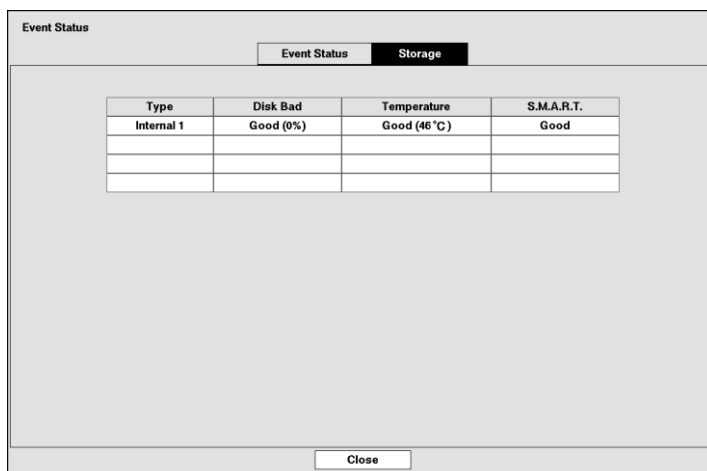 Event Status
Event Status Storage
Type Disk Bad Temperature S.M.A.R.T.
Internal 1 Good (0%) Good (46°C) Good
Close